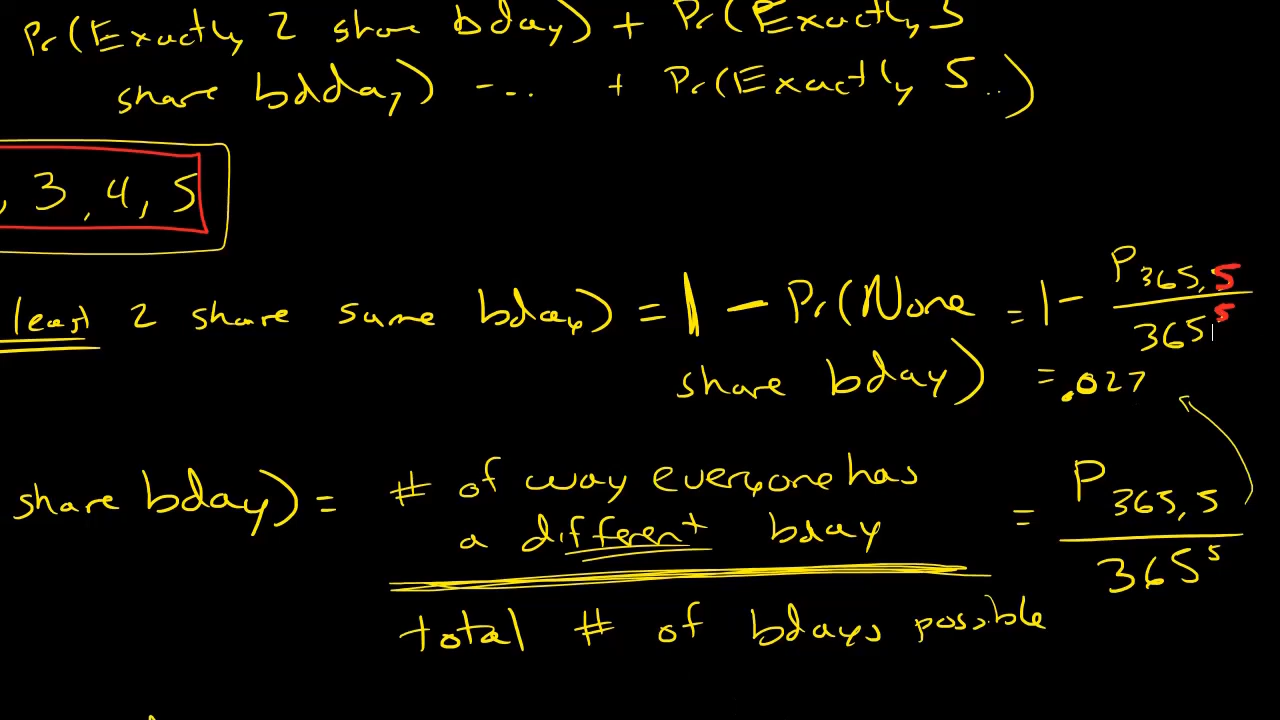 Pr(Exactly 2 share bday) + Pr(Exactly 3
share bdday) -... + Pr(Exactly 5..)
, 3, 4, 5
least 2 share same bday) = 1 - Pr(None = 1 - P365,5 / 365^5
share bday) = .027
share bday) = # of way everyone has
a different bday
total # of bdays possible
= P365,5 / 365^5